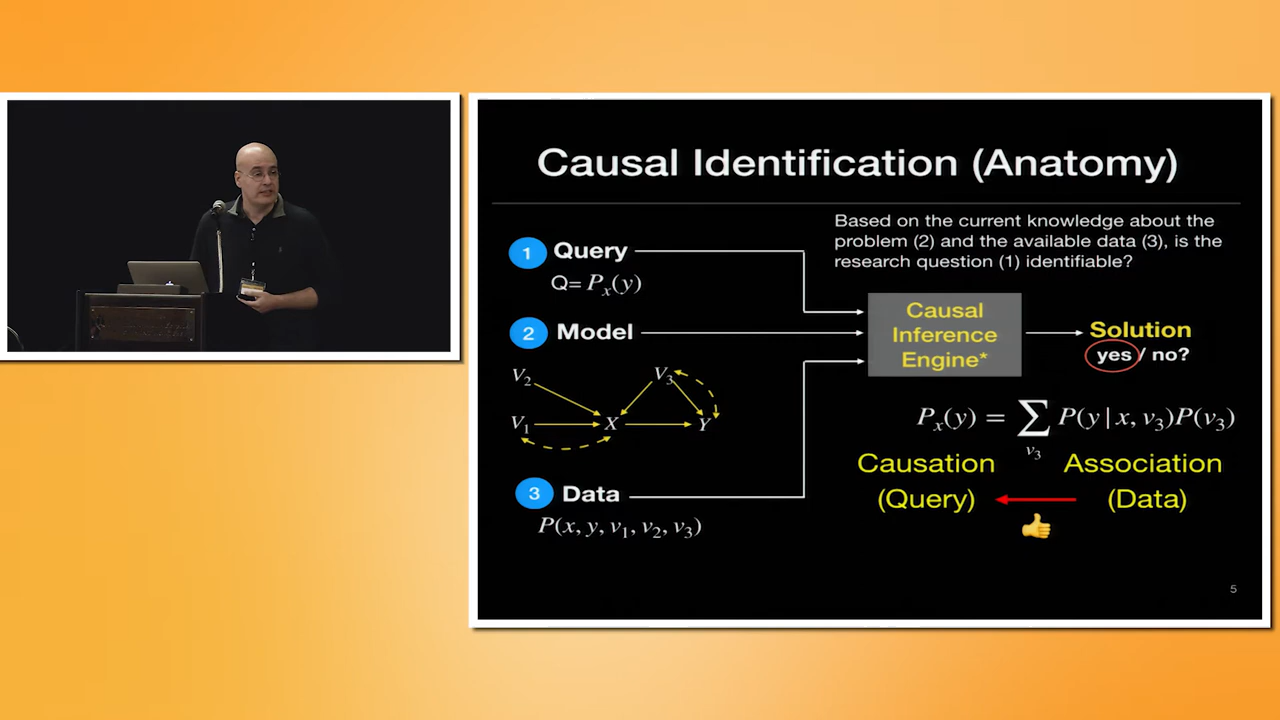 Causal Identification (Anatomy)
Based on the current knowledge about the
problem (2) and the available data (3), is the
research question (1) identifiable?
1 Query
Q= Pₓ(y)
2 Model
V₂
V₃
V₁
X
Y
3 Data
P(x, y, v₁, v₂, v₃)
Causal
Inference
Engine*
Solution
yes / no?
Pₓ(y) = ∑ P(y | x, v₃)P(v₃)
v₃
Causation
(Query)
Association
(Data)
5